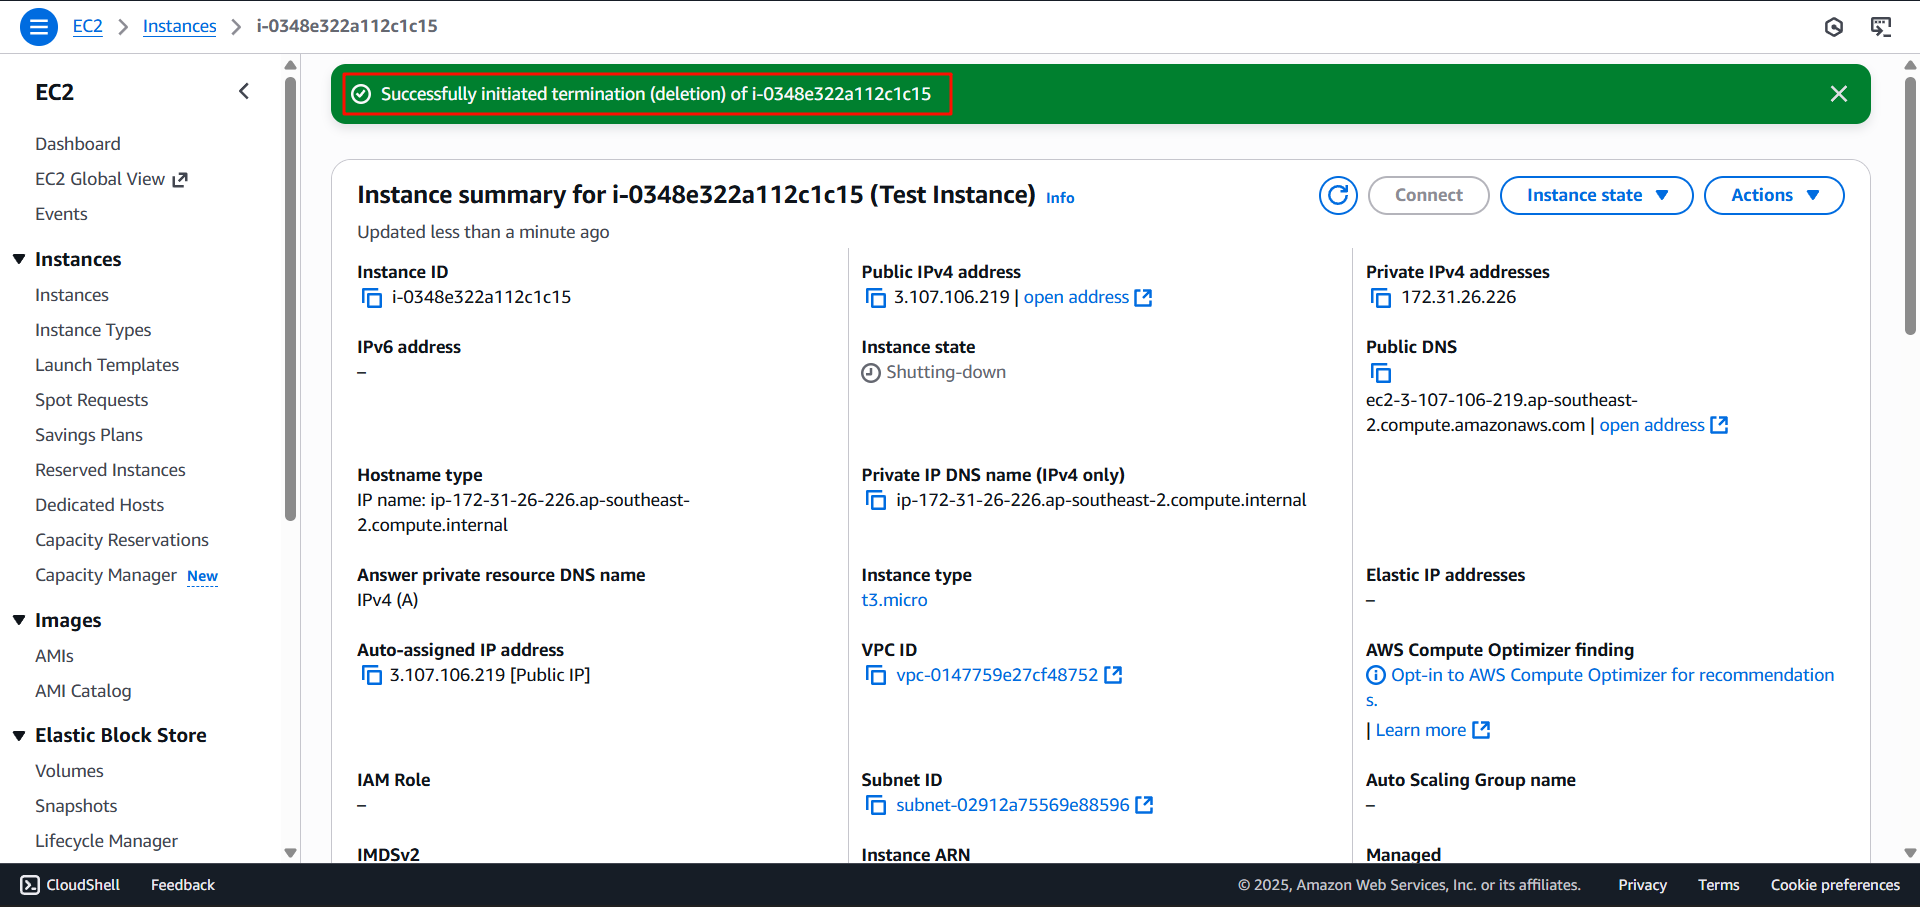 EC2 Instances i-0348e322a112c1c15
EC2
Dashboard
EC2 Global View
Events
Instances
Instances
Instance Types
Launch Templates
Spot Requests
Savings Plans
Reserved Instances
Dedicated Hosts
Capacity Reservations
Capacity Manager New
Images
AMIs
AMI Catalog
Elastic Block Store
Volumes
Snapshots
Lifecycle Manager
Successfully initiated termination (deletion) of i-0348e322a112c1c15
Instance summary for i-0348e322a112c1c15 (Test Instance) Info
Connect
Instance state
Actions
Updated less than a minute ago
Instance ID
i-0348e322a112c1c15
Public IPv4 address
3.107.106.219 | open address
Private IPv4 addresses
172.31.26.226
IPv6 address
–
Instance state
Shutting-down
Public DNS
ec2-3-107-106-219.ap-southeast-
2.compute.amazonaws.com | open address
Hostname type
IP name: ip-172-31-26-226.ap-southeast-
2.compute.internal
Private IP DNS name (IPv4 only)
ip-172-31-26-226.ap-southeast-2.compute.internal
Answer private resource DNS name
IPv4 (A)
Instance type
t3.micro
Elastic IP addresses
–
Auto-assigned IP address
3.107.106.219 [Public IP]
VPC ID
vpc-0147759e27cf48752
AWS Compute Optimizer finding
Opt-in to AWS Compute Optimizer for recommendation
s.
| Learn more
IAM Role
–
Subnet ID
subnet-02912a75569e88596
Auto Scaling Group name
–
IMDSv2
Instance ARN
Managed
CloudShell
Feedback
© 2025, Amazon Web Services, Inc. or its affiliates.
Privacy
Terms
Cookie preferences